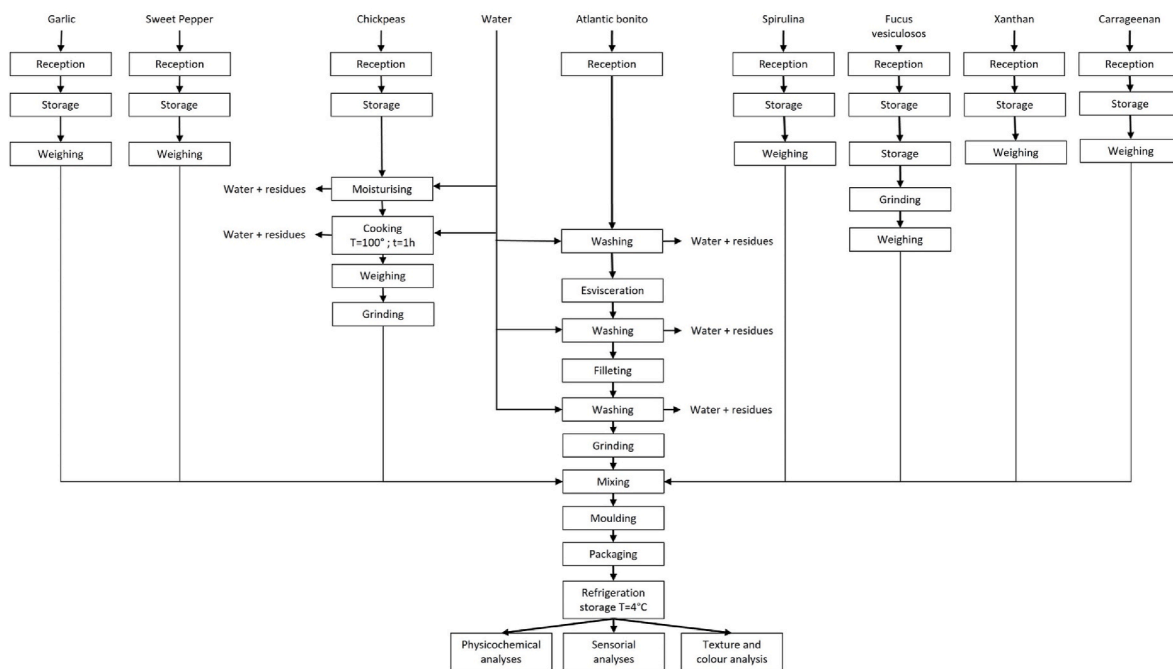 Garlic
Sweet Pepper
Chickpeas
Water
Atlantic bonito
Spirulina
Fucus
vesiculosos
Xanthan
Carrageenan
Reception
Reception
Reception
Reception
Reception
Reception
Reception
Reception
Storage
Storage
Storage
Storage
Storage
Storage
Storage
Weighing
Weighing
Weighing
Storage
Weighing
Weighing
Water + residues
Moisturising
Grinding
Water + residues
Cooking
T=100° ; t=1h
Washing
Water + residues
Weighing
Weighing
Esvisceration
Grinding
Washing
Water + residues
Filleting
Washing
Water + residues
Grinding
Mixing
Moulding
Packaging
Refrigeration
storage T=4°C
Physicochemical
analyses
Sensorial
analyses
Texture and
colour analysis